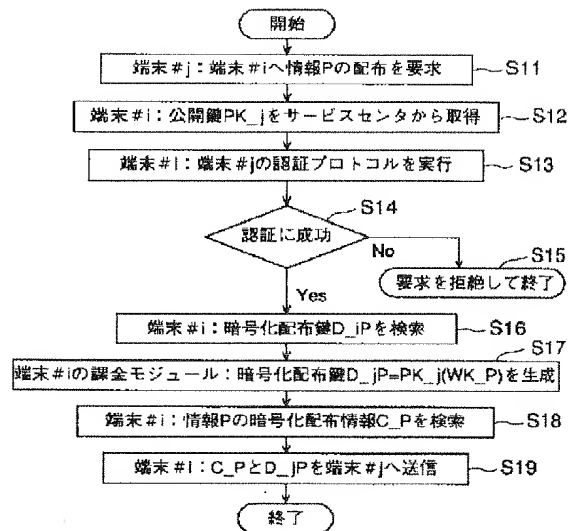 開始
端末#j:端末#iへ情報Pの配布を要求
S11
端末#i:公開鍵PK_jをサービスセンタから取得
S12
端末#i:端末#jの認証プロトコルを実行
S13
S14
認証に成功
No
S15
要求を拒絶して終了
Yes
端末#i:暗号化配布鍵D_iPを検索
S16
S17
端末#iの課金モジュール:暗号化配布鍵D_jP=PK_j(WK_P)を生成
端末#i:情報Pの暗号化配布情報C_Pを検索
S18
端末#i:C_PとD_jPを端末#jへ送信
S19
終了